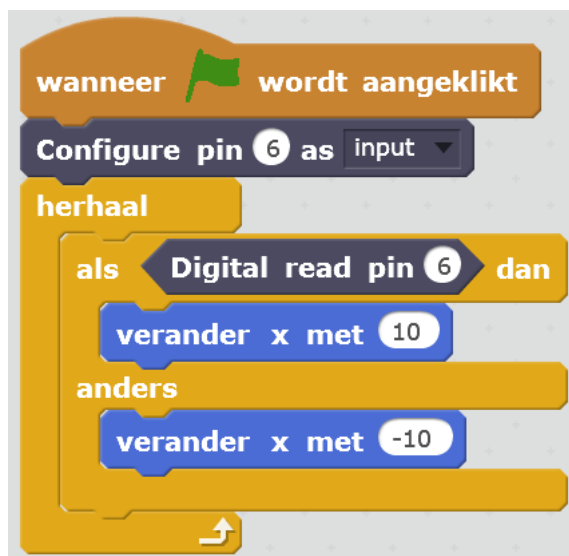 wanneer wordt aangeklikt
Configure pin 6 as input
herhaal
als Digital read pin 6 dan
verander x met 10
anders
verander x met -10